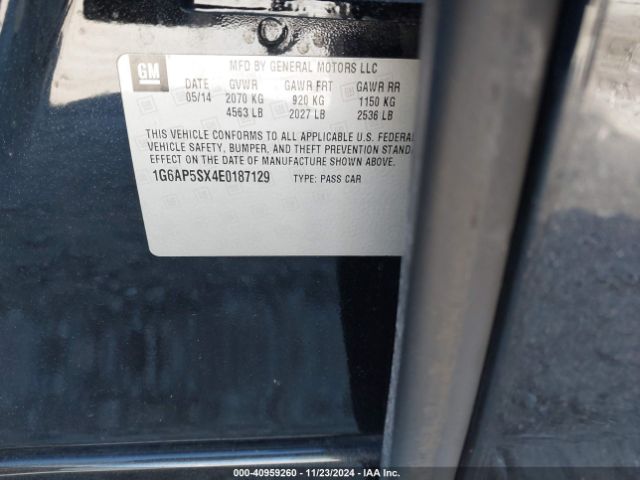 GM
MFD BY GENERAL MOTORS LLC
DATE GVWR GAWR FRT GAWR RR
05/14 2070 KG 920 KG 1150 KG
4563 LB 2027 LB 2536 LB
THIS VEHICLE CONFORMS TO ALL APPLICABLE U.S. FEDERA
VEHICLE SAFETY, BUMPER, AND THEFT PREVENTION STAND
EFFECT ON THE DATE OF MANUFACTURE SHOWN ABOVE.
1G6AP5SX4E0187129 TYPE: PASS CAR
000-40959260 - 11/23/2024 - IAA Inc.